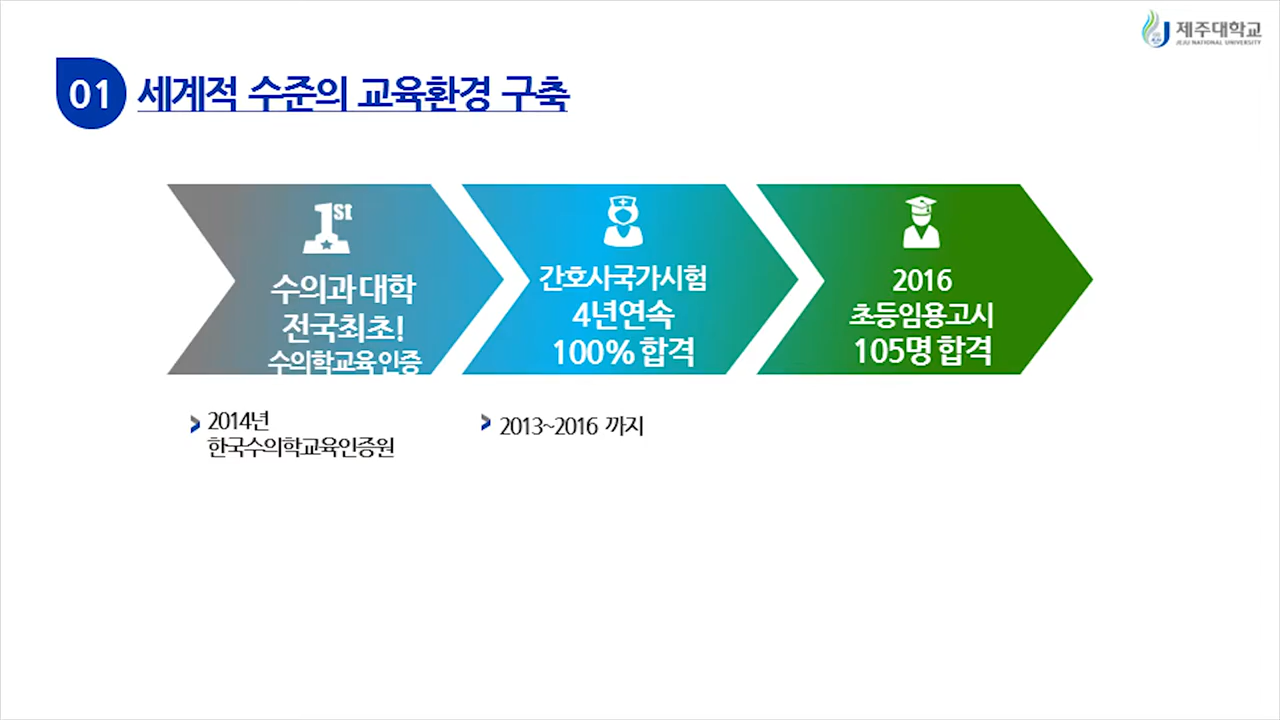 제주대학교
JEJU NATIONAL UNIVERSITY
01 세계적 수준의 교육환경 구축
1st
수의과대학
전국최초!
수의학교육인증
간호사국가시험
4년연속
100% 합격
2016
초등임용고시
105명 합격
2014년
한국수의학교육인증원
2013~2016 까지